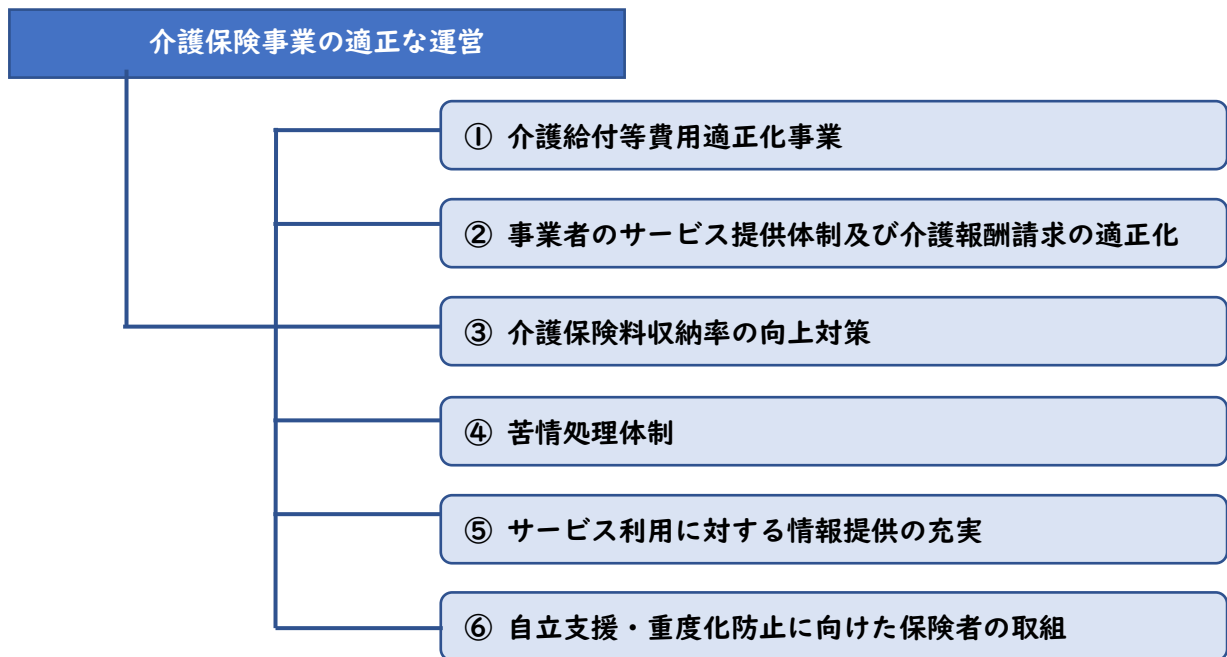 介護保険事業の適正な運営
① 介護給付等費用適正化事業
② 事業者のサービス提供体制及び介護報酬請求の適正化
③ 介護保険料収納率の向上対策
④ 苦情処理体制
⑤ サービス利用に対する情報提供の充実
⑥ 自立支援・重度化防止に向けた保険者の取組